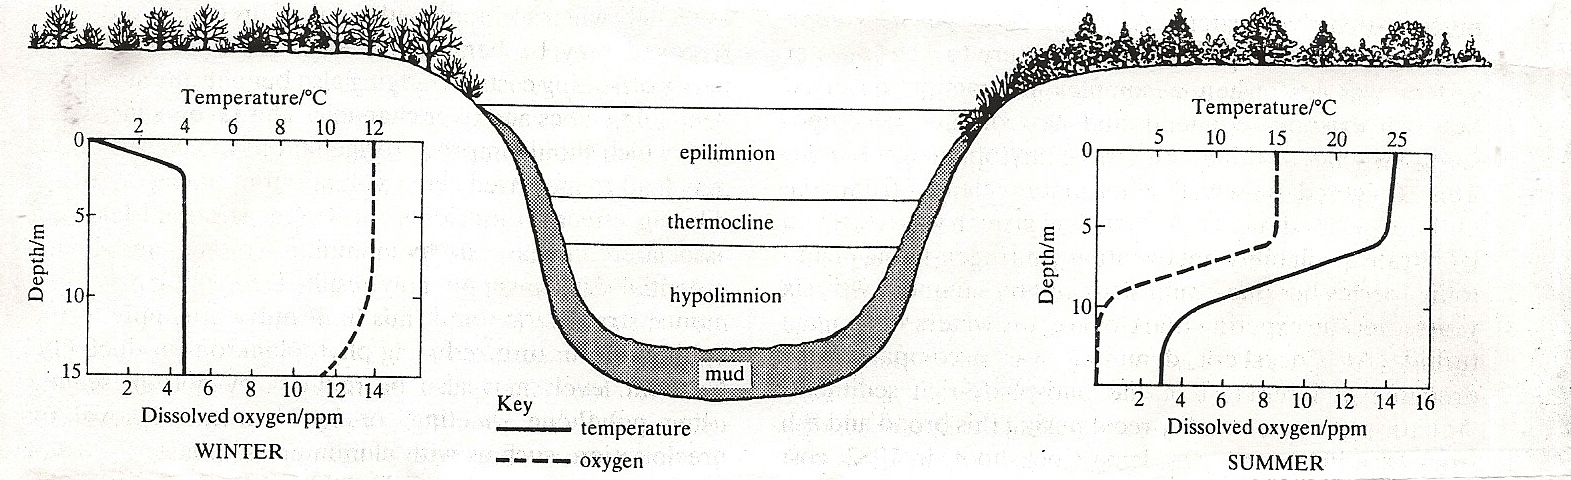 Temperature/°C
2 4 6 8 10 12
0
5
10
15
Depth/m
2 4 6 8 10 12 14
Dissolved oxygen/ppm
WINTER
epilimnion
thermocline
hypolimnion
mud
Key
temperature
oxygen
Temperature/°C
5 10 15 20 25
0
5
10
Depth/m
2 4 6 8 10 12 14 16
Dissolved oxygen/ppm
SUMMER